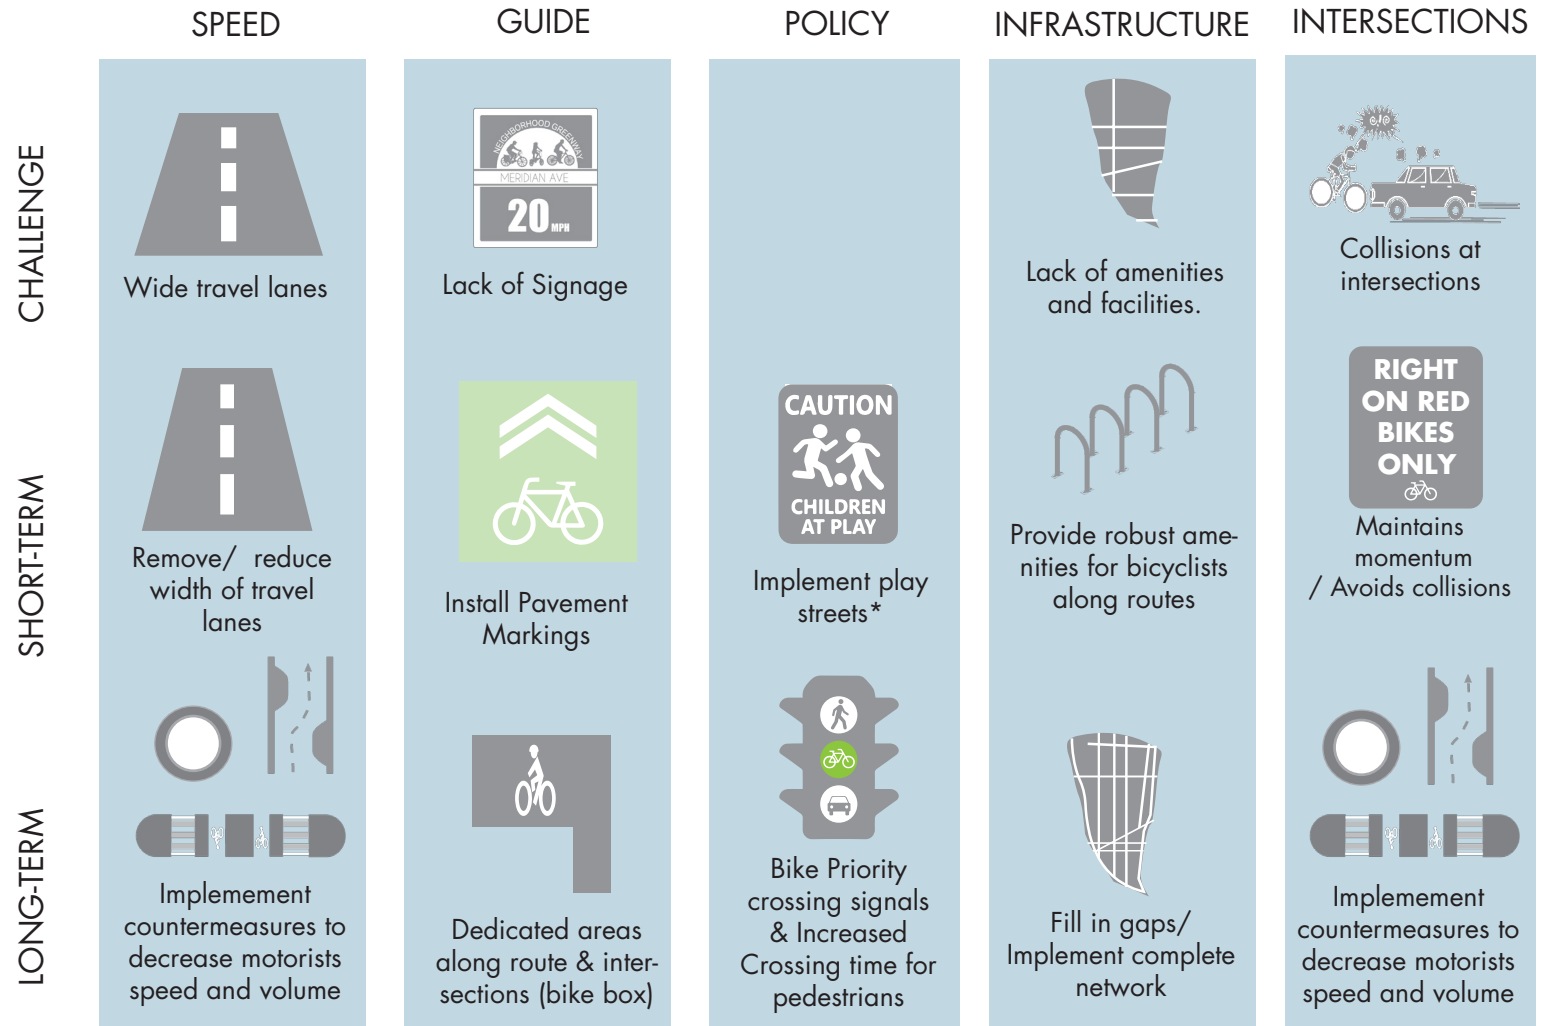 SPEED
GUIDE
POLICY
INFRASTRUCTURE
INTERSECTIONS
CHALLENGE
Wide travel lanes
NEIGHBORHOOD GREENWAY
MERIDIAN AVE
20 MPH
Lack of Signage
Lack of amenities
and facilities.
Collisions at
intersections
SHORT-TERM
Remove/ reduce
width of travel
lanes
Install Pavement
Markings
CAUTION
CHILDREN
AT PLAY
Implement play
streets*
Provide robust ame-
nities for bicyclists
along routes
RIGHT
ON RED
BIKES
ONLY
Maintains
momentum
/ Avoids collisions
LONG-TERM
Implemement
countermeasures to
decrease motorists
speed and volume
Dedicated areas
along route & inter-
sections (bike box)
Bike Priority
crossing signals
& Increased
Crossing time for
pedestrians
Fill in gaps/
Implement complete
network
Implemement
countermeasures to
decrease motorists
speed and volume